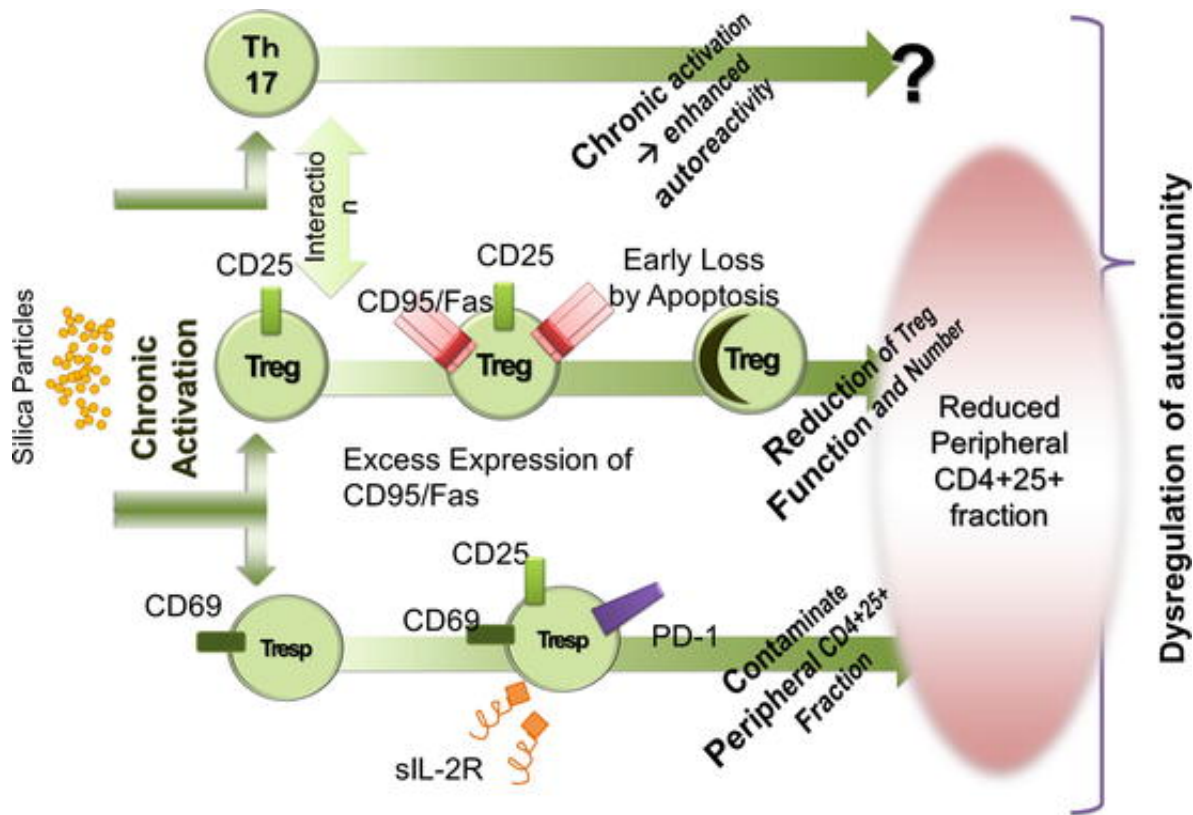 Th
17
Chronic activation
↗ enhanced
autoreactivity
?
Interactio
n
CD25
CD95/Fas
CD25
Early Loss
by Apoptosis
Silica Particles
Chronic
Activation
Treg
Treg
Treg
Reduction of Treg
Function and Number
Excess Expression of
CD95/Fas
CD69
Tresp
CD25
CD69
Tresp
PD-1
sIL-2R
Contaminate
Peripheral CD4+25+
Fraction
Reduced
Peripheral
CD4+25+
fraction
Dysregulation of autoimmunity